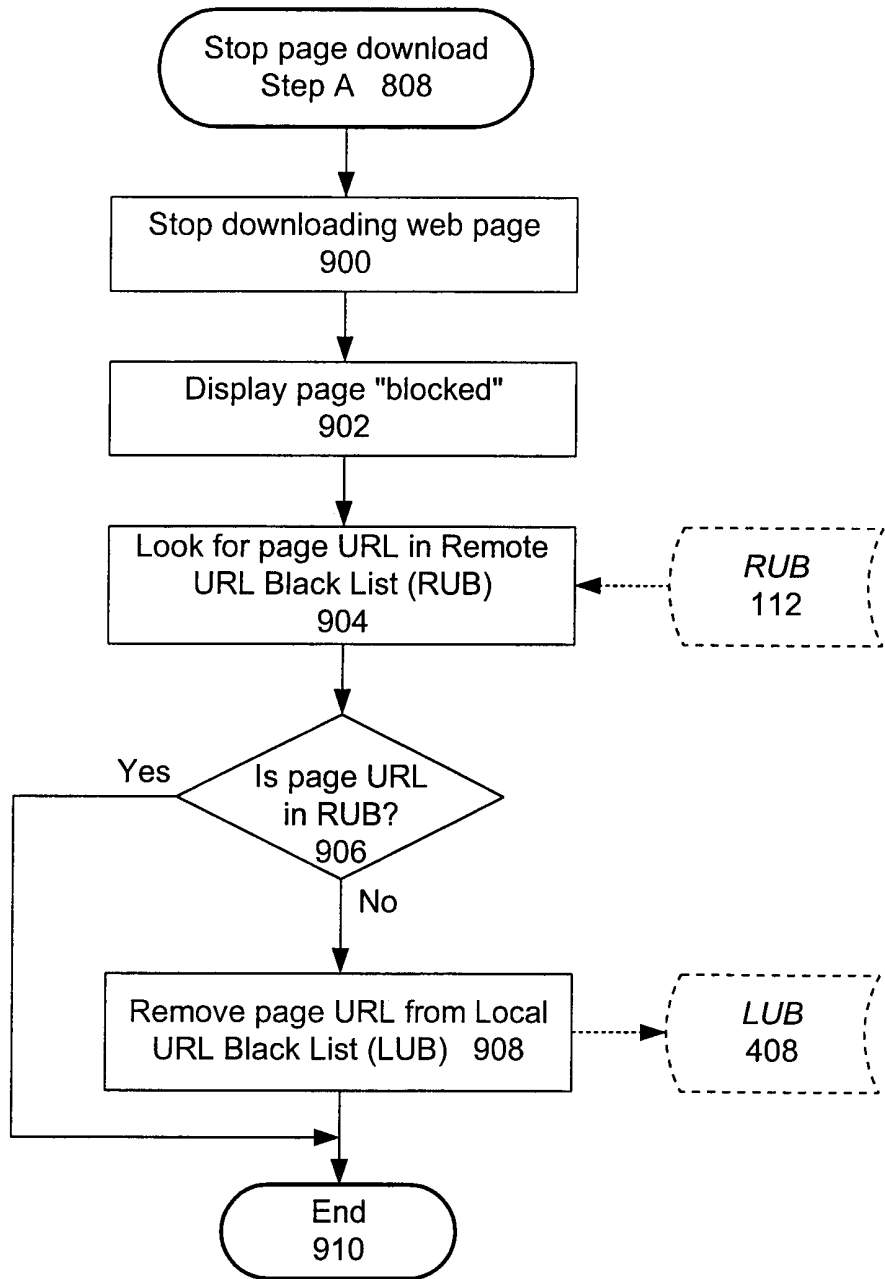 Stop page download
Step A 808
Stop downloading web page
900
Display page "blocked"
902
Look for page URL in Remote
URL Black List (RUB)
904
RUB
112
Yes
Is page URL
in RUB?
906
No
Remove page URL from Local
URL Black List (LUB) 908
LUB
408
End
910